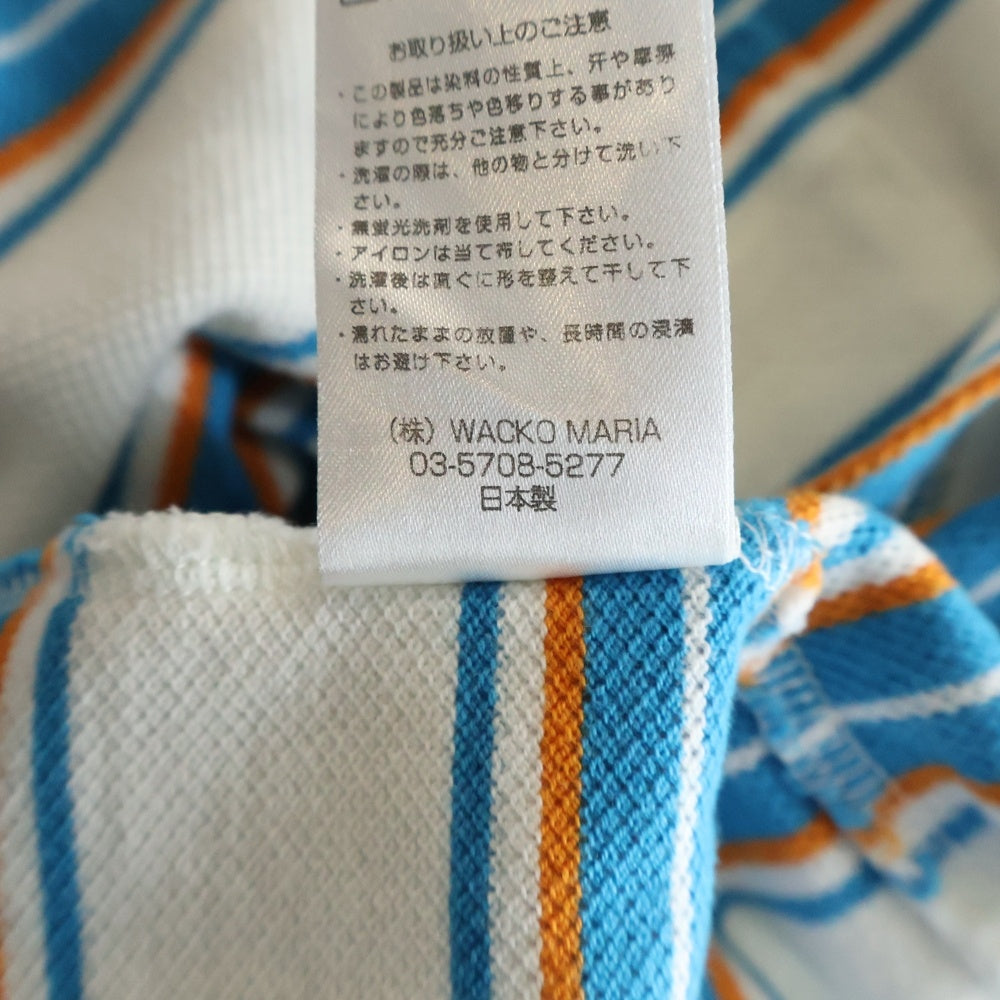 お取り扱い上のご注意
・この製品は染料の性質上、汗や摩擦
により色落ちや色移りする事があり
ますので充分ご注意下さい。
・洗濯の際は、他の物と分けて洗い下
さい。
・無蛍光洗剤を使用して下さい。
・アイロンは当て布してください。
・洗濯後は直ぐに形を整えて干して下
さい。
・濡れたままの放置や、長時間の浸漬
はお避け下さい。
(株) WACKO MARIA
03-5708-5277
日本製